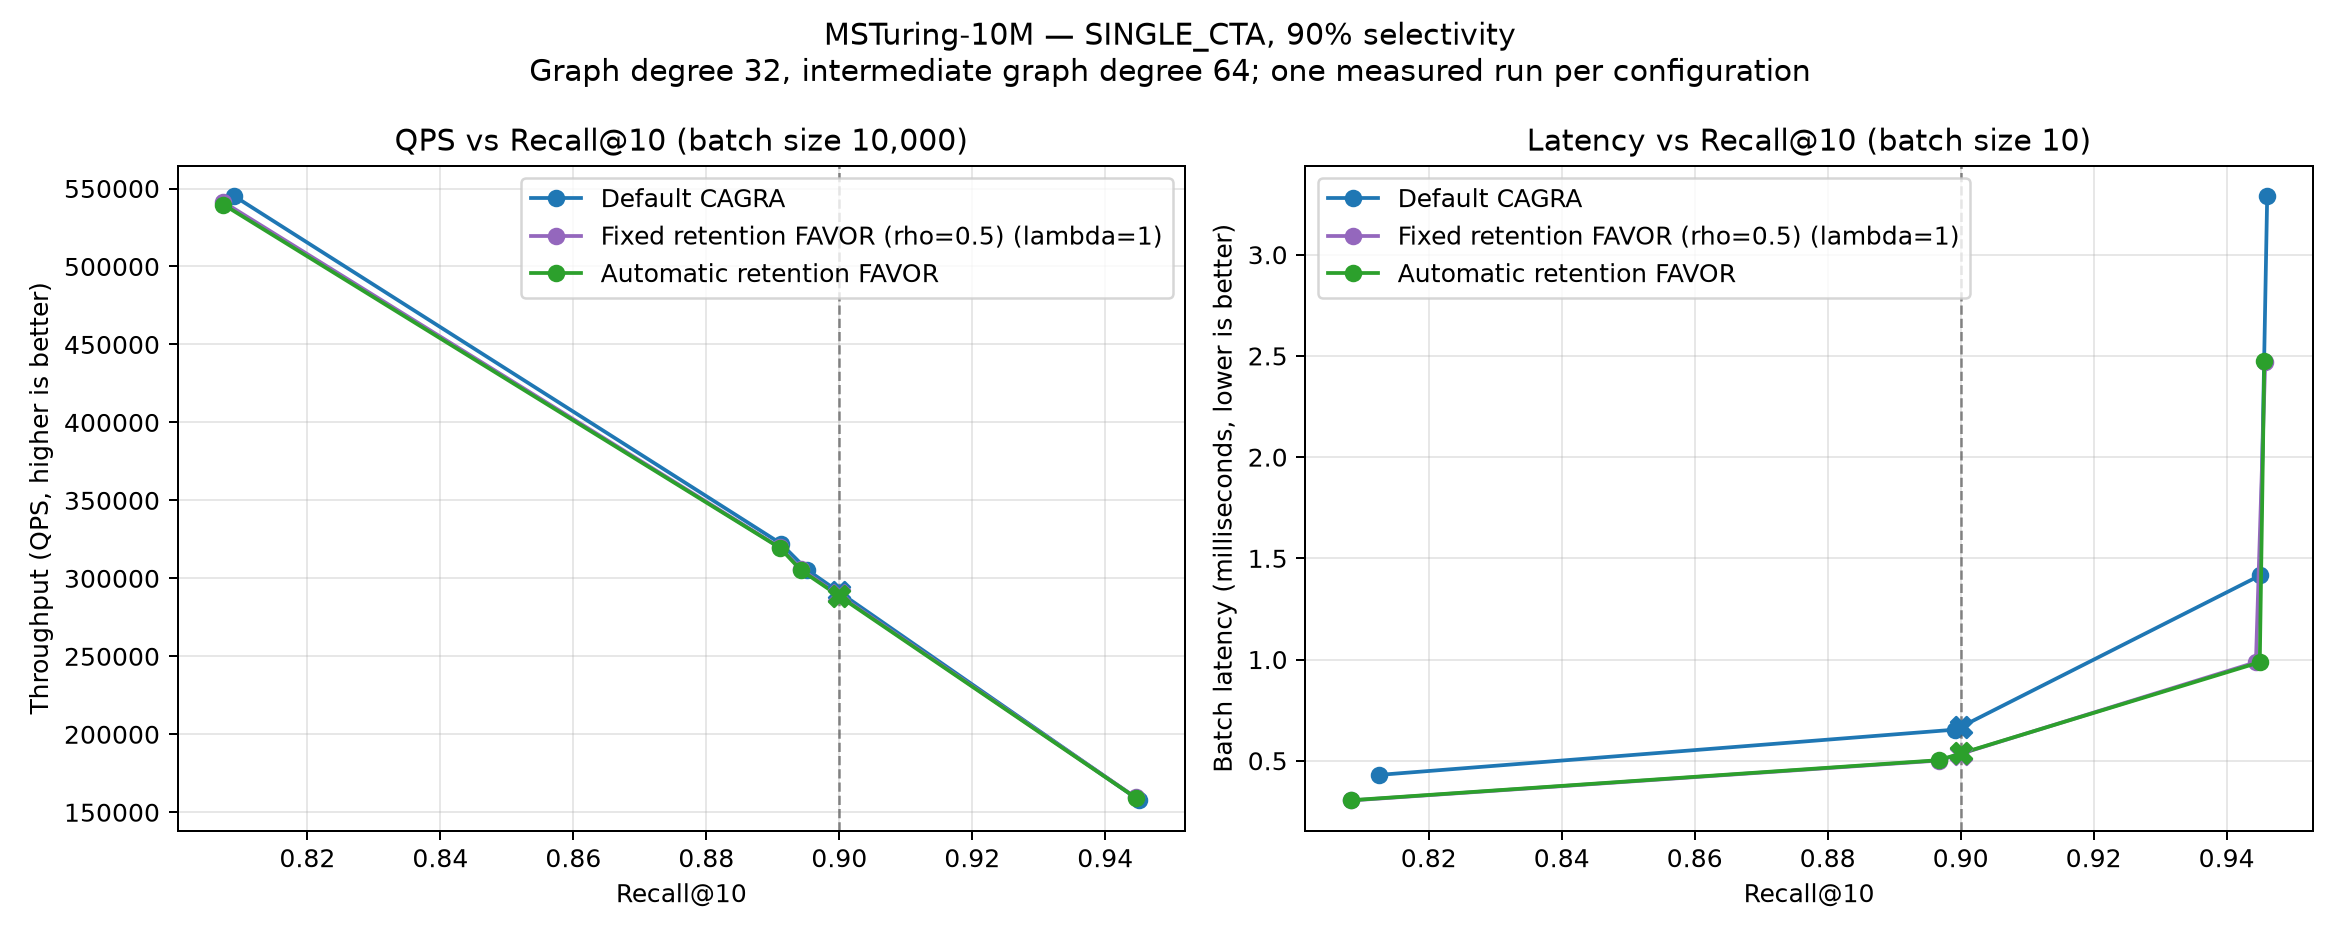 MSTuring-10M — SINGLE_CTA, 90% selectivity
Graph degree 32, intermediate graph degree 64; one measured run per configuration
QPS vs Recall@10 (batch size 10,000)
Default CAGRA
Fixed retention FAVOR (rho=0.5) (lambda=1)
Automatic retention FAVOR
Throughput (QPS, higher is better)
550000
500000
450000
400000
350000
300000
250000
200000
150000
0.82 0.84 0.86 0.88 0.90 0.92 0.94
Recall@10
Latency vs Recall@10 (batch size 10)
Default CAGRA
Fixed retention FAVOR (rho=0.5) (lambda=1)
Automatic retention FAVOR
Batch latency (milliseconds, lower is better)
3.0
2.5
2.0
1.5
1.0
0.5
0.82 0.84 0.86 0.88 0.90 0.92 0.94
Recall@10